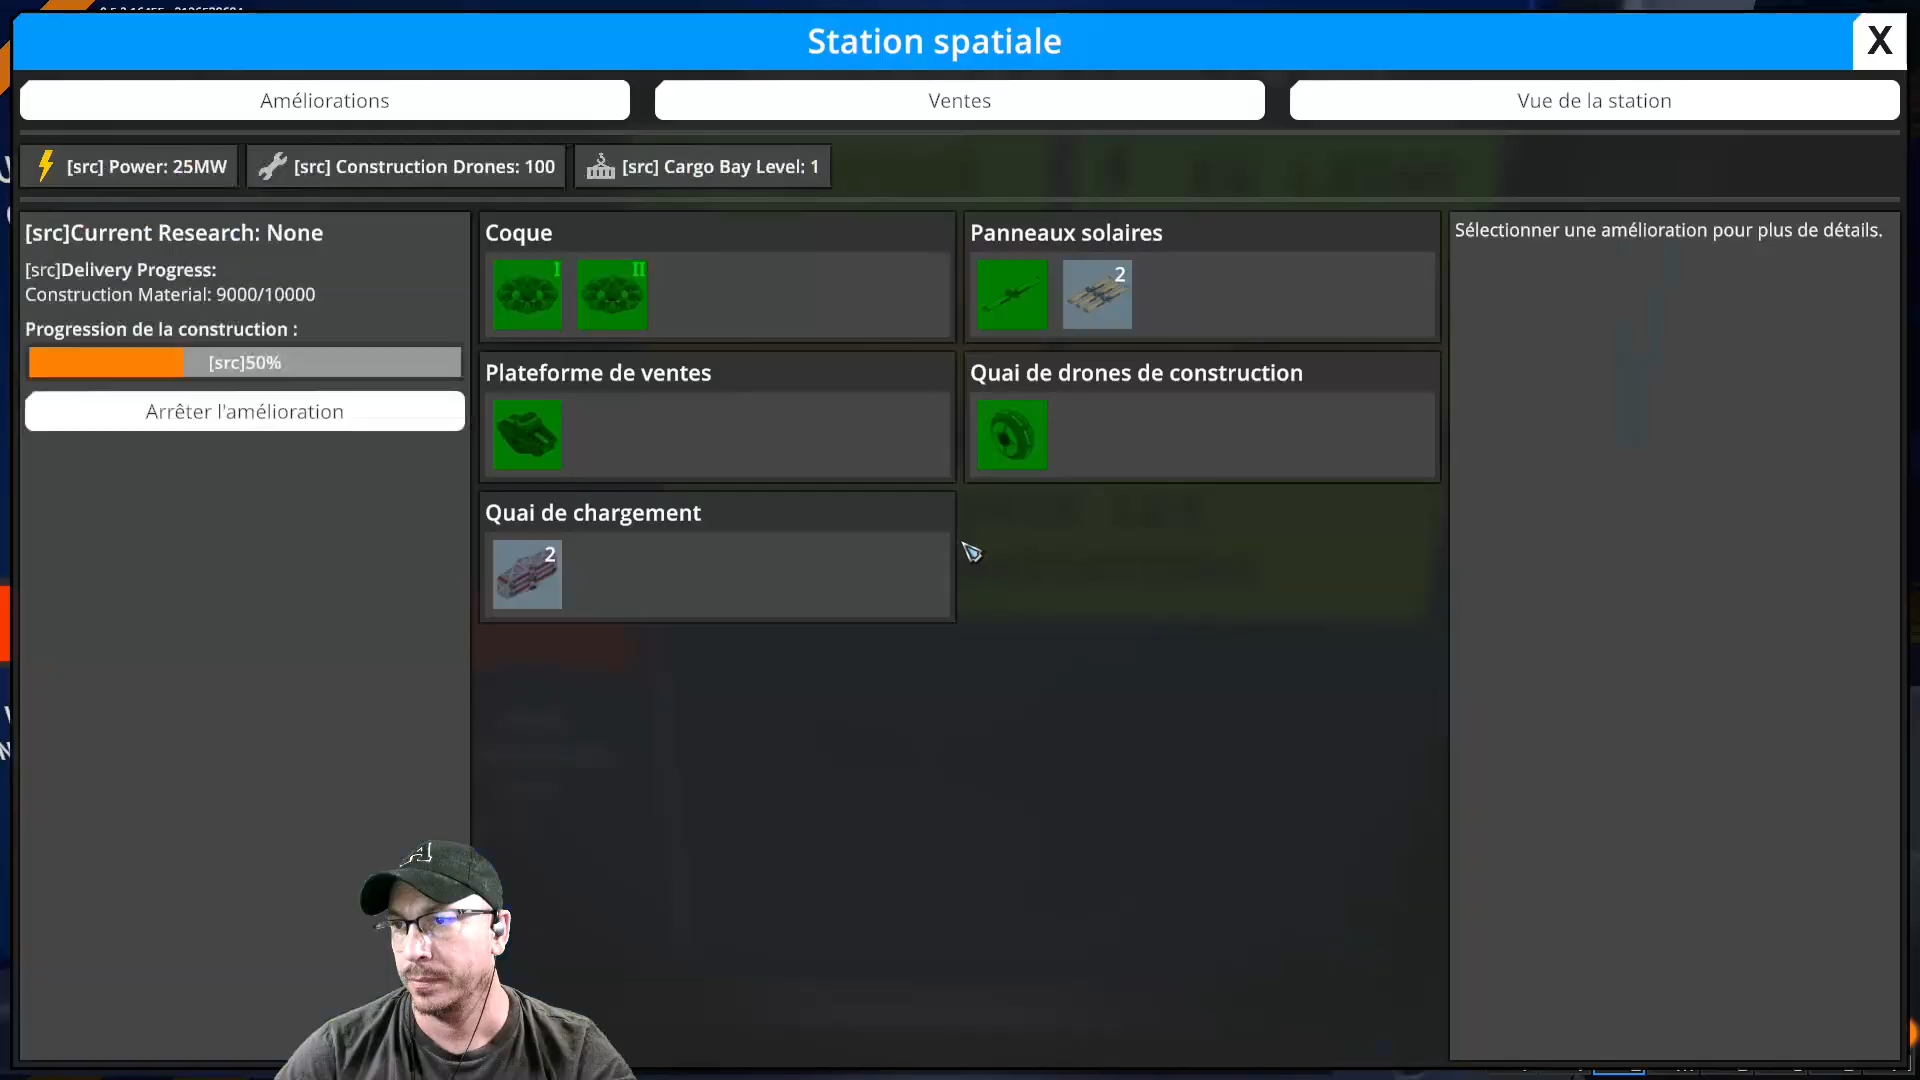 Station spatiale
X
Améliorations
Ventes
Vue de la station
[src] Power: 25MW
[src] Construction Drones: 100
[src] Cargo Bay Level: 1
[src]Current Research: None
[src]Delivery Progress:
Construction Material: 9000/10000
Progression de la construction :
[src]50%
Arrêter l'amélioration
Coque
I
II
Panneaux solaires
2
Plateforme de ventes
Quai de drones de construction
Quai de chargement
2
Sélectionner une amélioration pour plus de détails.
A